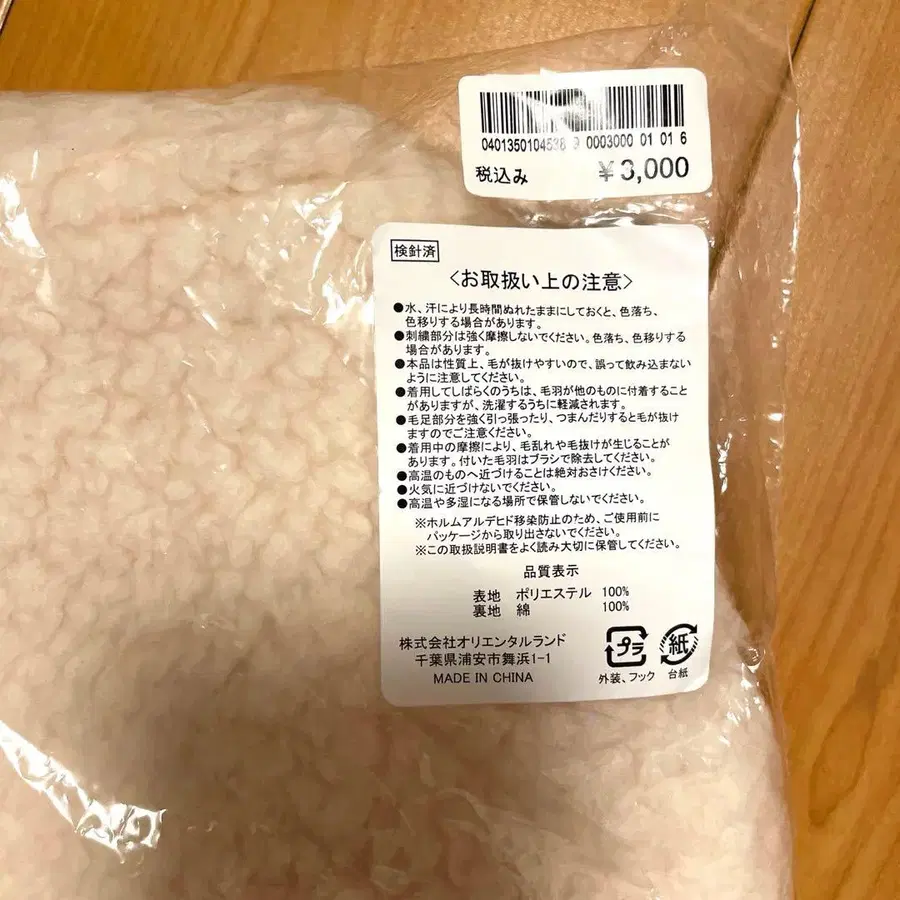 0401350104538 9 0003000 01 01 6
税込み ¥3,000
検針済
〈お取扱い上の注意〉
●水、汗により長時間ぬれたままにしておくと、色落ち、
色移りする場合があります。
●刺繍部分は強く摩擦しないでください。色落ち、色移りする
場合があります。
●本品は性質上、毛が抜けやすいので、誤って飲み込まない
ように注意してください。
●着用してしばらくのうちは、毛羽が他のものに付着すること
がありますが、洗濯するうちに軽減されます。
●毛足部分を強く引っ張ったり、つまんだりすると毛が抜け
ますのでご注意ください。
●着用中の摩擦により、毛乱れや毛抜けが生じることが
あります。付いた毛羽はブラシで除去してください。
●高温のものへ近づけることは絶対おさけください。
●火気に近づけないでください。
●高温や多湿になる場所で保管しないでください。
※ホルムアルデヒド移染防止のため、ご使用前に
パッケージから取り出さないでください。
※この取扱説明書をよく読み大切に保管してください。
品質表示
表地 ポリエステル 100%
裏地 綿 100%
株式会社オリエンタルランド
千葉県浦安市舞浜1-1
MADE IN CHINA
プラ 紙
外装、フック 台紙